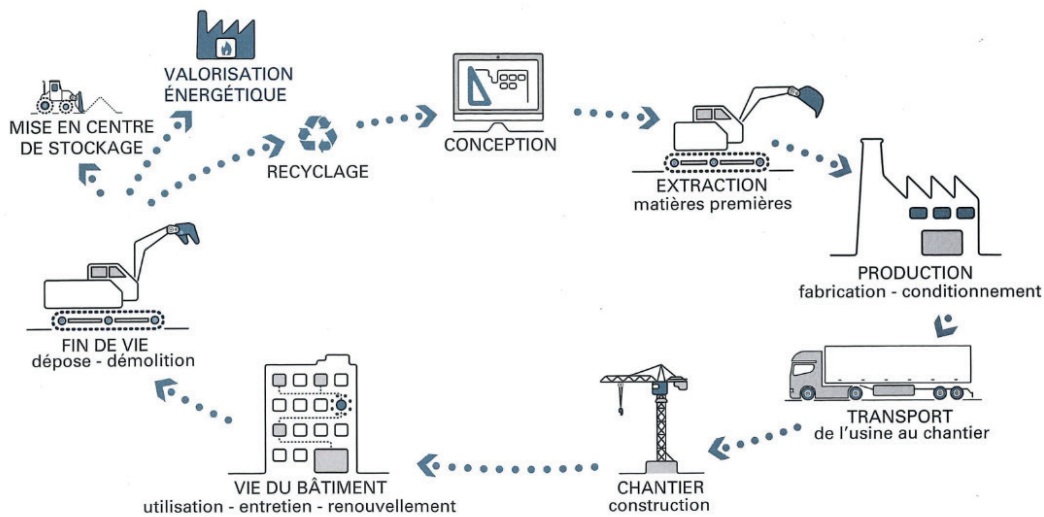 VALORISATION
ÉNERGÉTIQUE
MISE EN CENTRE
DE STOCKAGE
RECYCLAGE
CONCEPTION
EXTRACTION
matières premières
PRODUCTION
fabrication - conditionnement
TRANSPORT
de l'usine au chantier
CHANTIER
construction
VIE DU BÂTIMENT
utilisation - entretien - renouvellement
FIN DE VIE
dépose - démolition